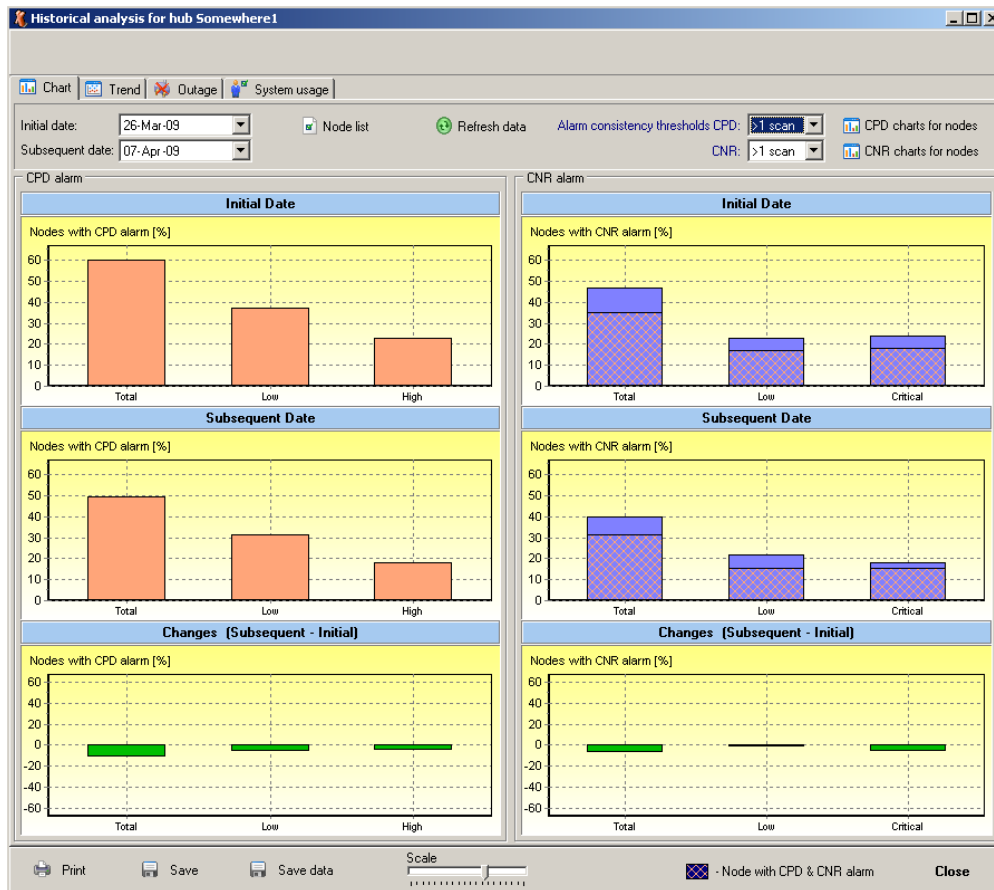 Historical analysis for hub Somewhere1
Chart Trend Outage System usage
Initial date: 26-Mar-09 Node list Refresh data Alarm consistency thresholds CPD: >1 scan CPD charts for nodes
Subsequent date: 07-Apr-09 CNR: >1 scan CNR charts for nodes
CPD alarm
Initial Date
Nodes with CPD alarm [%]
60
50
40
30
20
10
0
Total Low High
Subsequent Date
Nodes with CPD alarm [%]
60
50
40
30
20
10
0
Total Low High
Changes (Subsequent - Initial)
Nodes with CPD alarm [%]
60
40
20
0
-20
-40
-60
Total Low High
CNR alarm
Initial Date
Nodes with CNR alarm [%]
60
50
40
30
20
10
0
Total Low Critical
Subsequent Date
Nodes with CNR alarm [%]
60
50
40
30
20
10
0
Total Low Critical
Changes (Subsequent - Initial)
Nodes with CNR alarm [%]
60
40
20
0
-20
-40
-60
Total Low Critical
Print Save Save data Scale - Node with CPD & CNR alarm Close